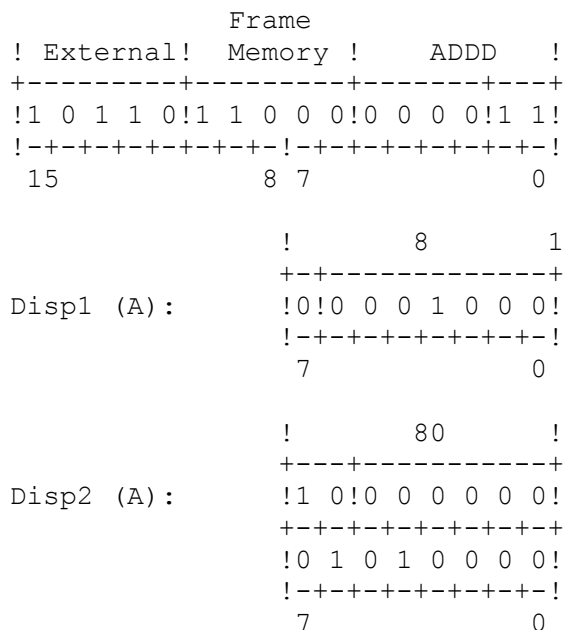 Frame
! External! Memory ! ADDD !
+---------+---------+-------+---+
!1 0 1 1 0!1 1 0 0 0!0 0 0 0!1 1!
!-+-+-+-+-+-+-+-!-+-+-+-+-+-+-+-!
15 8 7 0
! 8 1
+-+-------------+
Disp1 (A): !0!0 0 0 1 0 0 0!
!-+-+-+-+-+-+-+-!
7 0
! 80 !
+---+-----------+
Disp2 (A): !1 0!0 0 0 0 0 0!
+-+-+-+-+-+-+-+-+
!0 1 0 1 0 0 0 0!
!-+-+-+-+-+-+-+-!
7 0